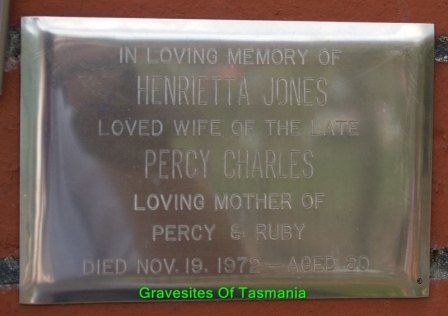 IN LOVING MEMORY OF
HENRIETTA JONES
LOVED WIFE OF THE LATE
PERCY CHARLES
LOVING MOTHER OF
PERCY & RUBY
DIED NOV. 19. 1972 — AGED
Gravesites Of Tasmania